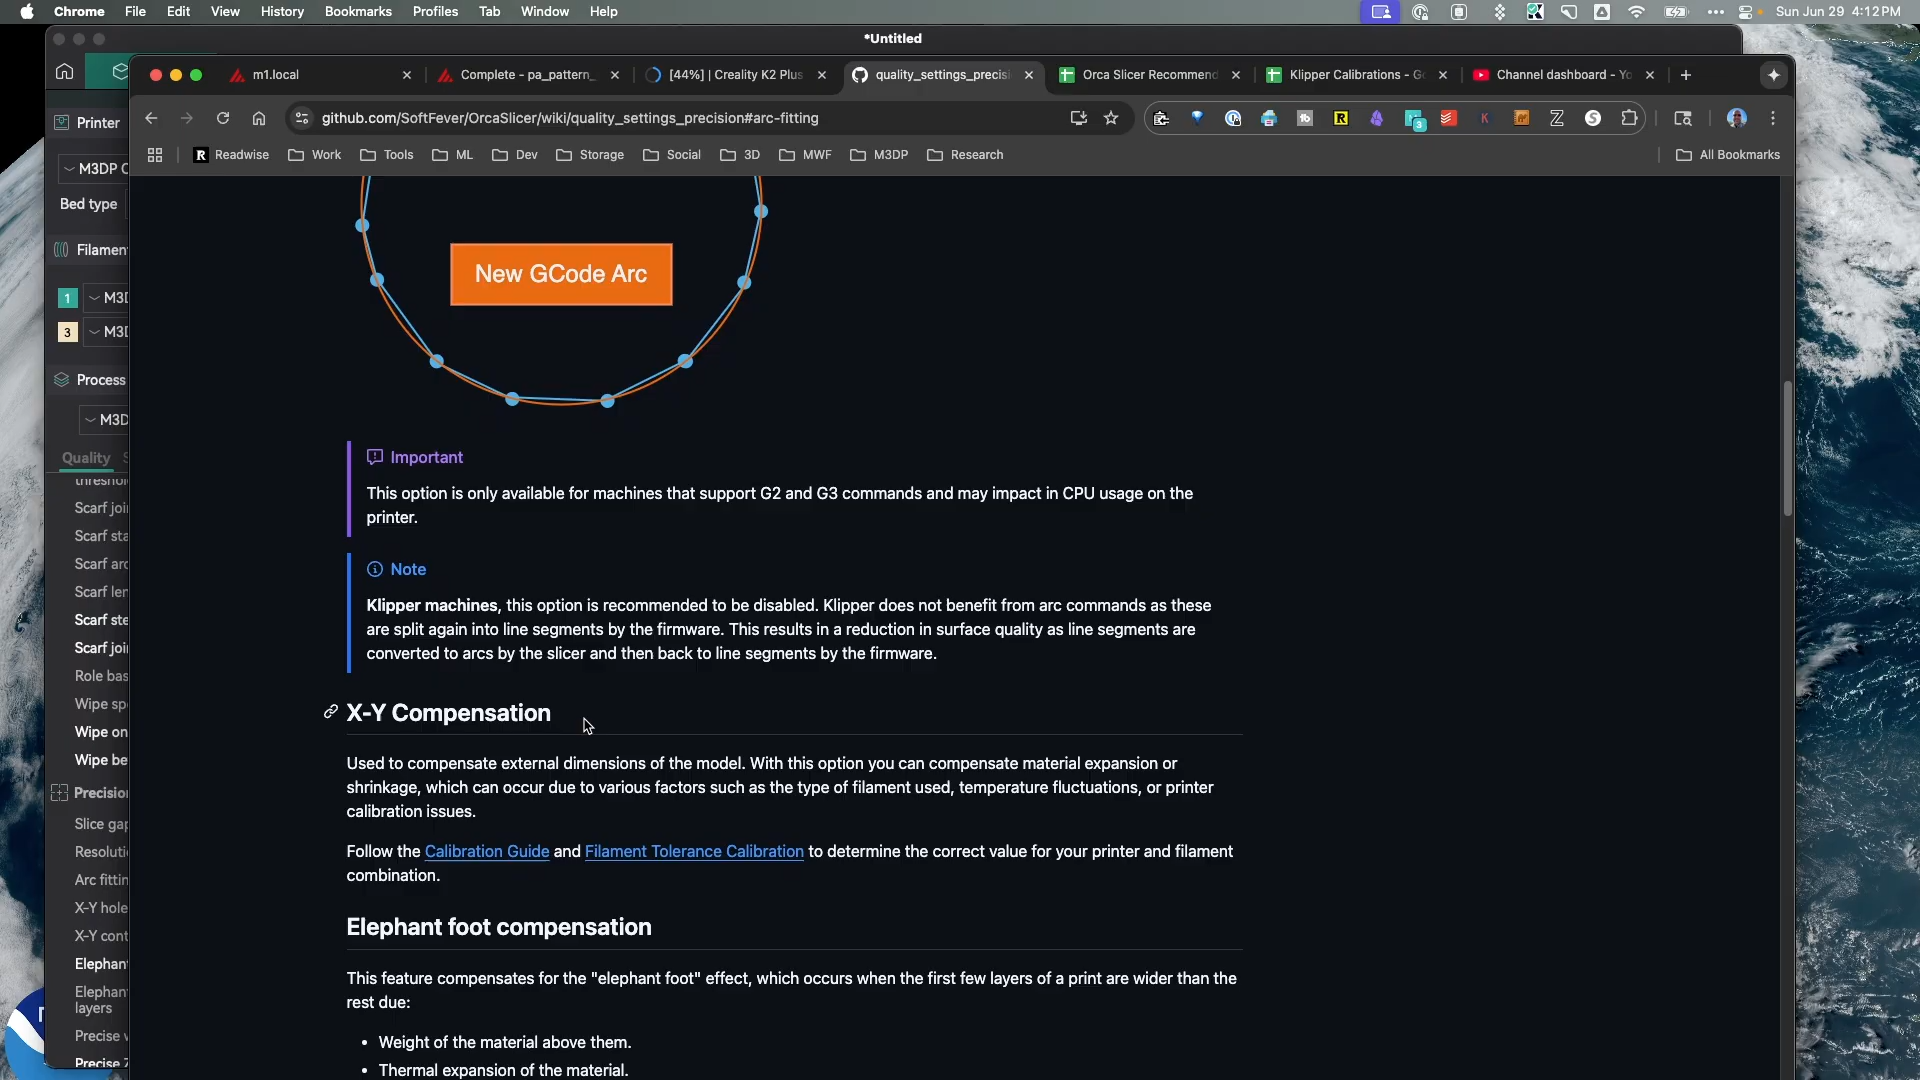 Chrome File Edit View History Bookmarks Profiles Tab Window Help
Sun Jun 29 4:12 PM
*Untitled
m1.local
Complete - pa_pattern_
[44%] | Creality K2 Plus
quality_settings_precisi
Orca Slicer Recommend
Klipper Calibrations - G
Channel dashboard - Yo
github.com/SoftFever/OrcaSlicer/wiki/quality_settings_precision#arc-fitting
R
3
K
Z
S
R Readwise Work Tools ML Dev Storage Social 3D MWF M3DP Research All Bookmarks
Printer
M3DP C
Bed type
Filamen
1 M3D
3 M3D
Process
M3D
Quality S
threshol
Scarf joi
Scarf sta
Scarf aro
Scarf len
Scarf ste
Scarf joi
Role bas
Wipe sp
Wipe on
Wipe be
Precision
Slice gap
Resoluti
Arc fittin
X-Y hole
X-Y cont
Elephan
Elephan
layers
Precise v
Precise Z
New GCode Arc
Important
This option is only available for machines that support G2 and G3 commands and may impact in CPU usage on the
printer.
Note
Klipper machines, this option is recommended to be disabled. Klipper does not benefit from arc commands as these
are split again into line segments by the firmware. This results in a reduction in surface quality as line segments are
converted to arcs by the slicer and then back to line segments by the firmware.
X-Y Compensation
Used to compensate external dimensions of the model. With this option you can compensate material expansion or
shrinkage, which can occur due to various factors such as the type of filament used, temperature fluctuations, or printer
calibration issues.
Follow the Calibration Guide and Filament Tolerance Calibration to determine the correct value for your printer and filament
combination.
Elephant foot compensation
This feature compensates for the "elephant foot" effect, which occurs when the first few layers of a print are wider than the
rest due:
• Weight of the material above them.
• Thermal expansion of the material.